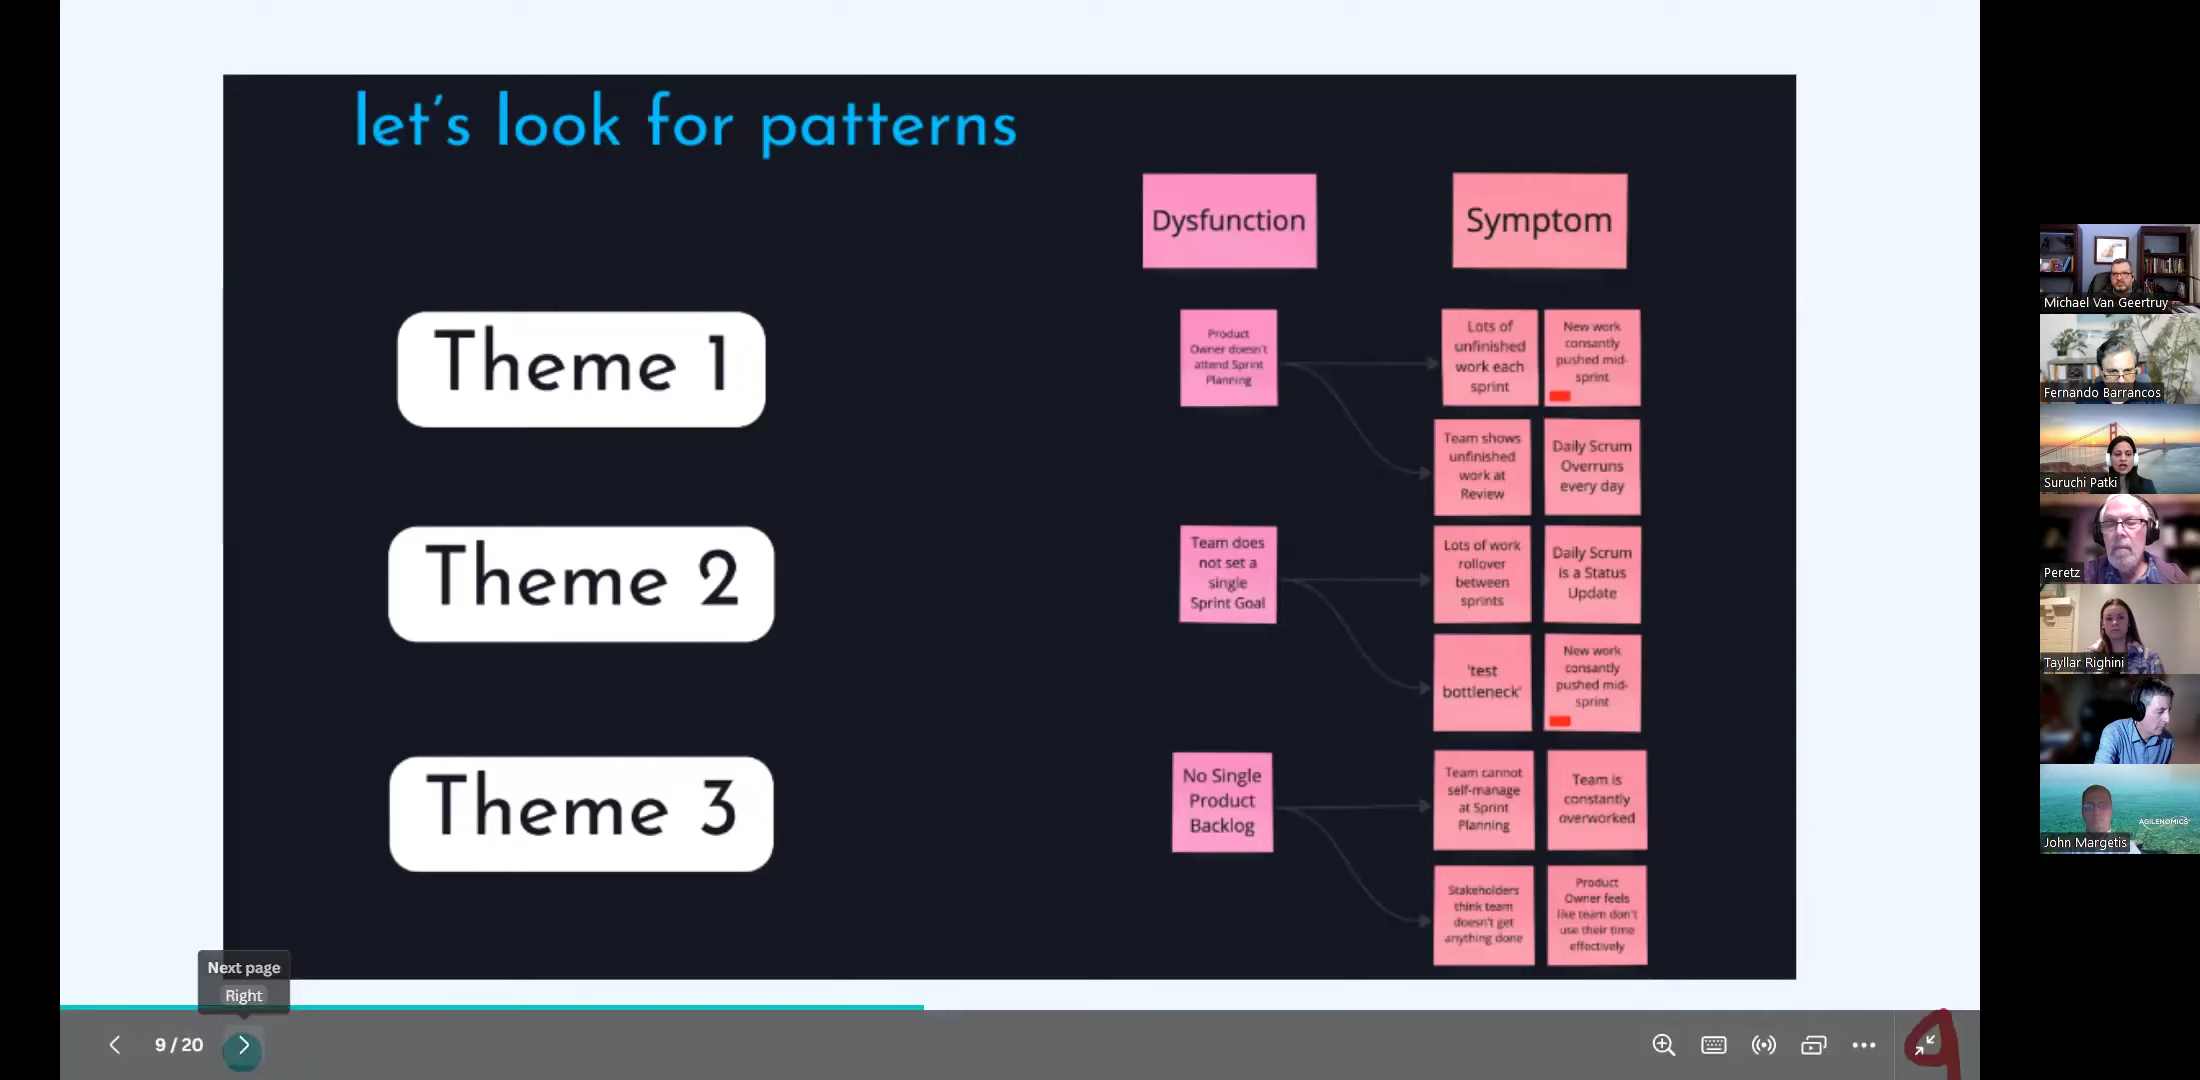 let's look for patterns
Dysfunction
Symptom
Theme 1
Product
Owner doesn't
attend Sprint
Planning
Lots of
unfinished
work each
sprint
New work
consantly
pushed mid-
sprint
Team shows
unfinished
work at
Review
Daily Scrum
Overruns
every day
Theme 2
Team does
not set a
single
Sprint Goal
Lots of work
rollover
between
sprints
Daily Scrum
is a Status
Update
'test
bottleneck'
New work
consantly
pushed mid-
sprint
Theme 3
No Single
Product
Backlog
Team cannot
self-manage
at Sprint
Planning
Team is
constantly
overworked
Stakeholders
think team
doesn't get
anything done
Product
Owner feels
like team don't
use their time
effectively
Next page
Right
9 / 20
Michael Van Geertruy
Fernando Barrancos
Suruchi Patki
Peretz
Tayllar Righini
AGILENOMICS
John Margetis